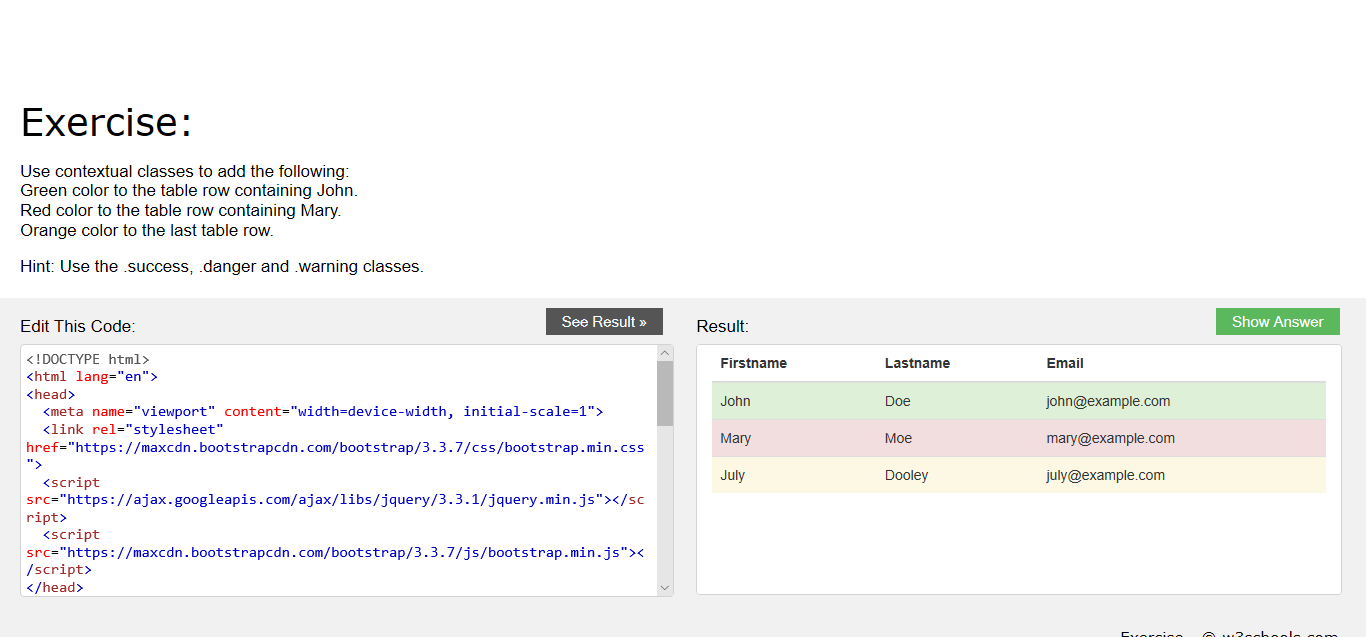 Exercise:
Use contextual classes to add the following:
Green color to the table row containing John.
Red color to the table row containing Mary.
Orange color to the last table row.
Hint: Use the .success, .danger and .warning classes.
Edit This Code:
See Result »
<!DOCTYPE html>
<html lang="en">
<head>
<meta name="viewport" content="width=device-width, initial-scale=1">
<link rel="stylesheet"
href="https://maxcdn.bootstrapcdn.com/bootstrap/3.3.7/css/bootstrap.min.css
">
<script
src="https://ajax.googleapis.com/ajax/libs/jquery/3.3.1/jquery.min.js"></sc
ript>
<script
src="https://maxcdn.bootstrapcdn.com/bootstrap/3.3.7/js/bootstrap.min.js"><
/script>
</head>
Result:
Show Answer
Firstname Lastname Email
John Doe john@example.com
Mary Moe mary@example.com
July Dooley july@example.com
Exercise @ w3schools.com